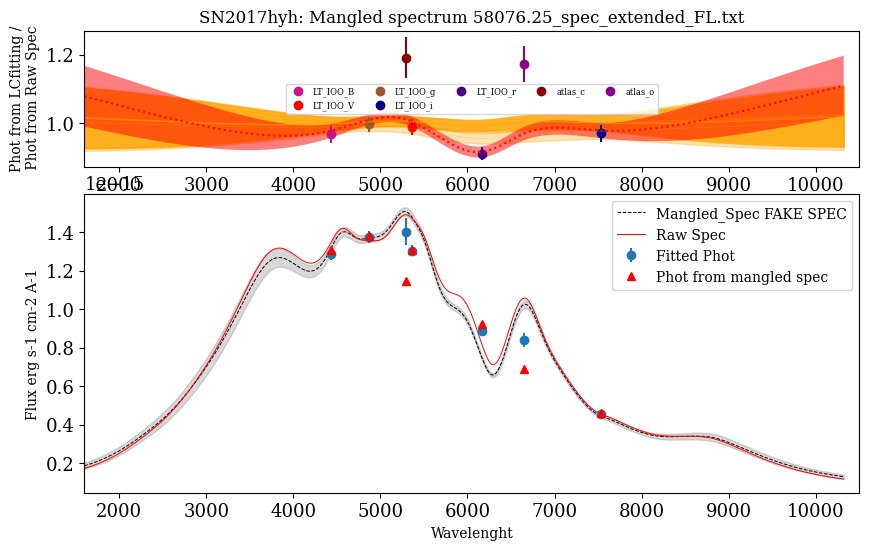 SN2017hyh: Mangled spectrum 58076.25_spec_extended_FL.txt
Phot from LCfitting /
Phot from Raw Spec
1.2
1.0
LT_IOO_B LT_IOO_g LT_IOO_r atlas_c atlas_o
LT_IOO_V LT_IOO_i
2000 3000 4000 5000 6000 7000 8000 9000 10000
1e−15
Flux erg s-1 cm-2 A-1
1.4
1.2
1.0
0.8
0.6
0.4
0.2
Mangled_Spec FAKE SPEC
Raw Spec
Fitted Phot
Phot from mangled spec
2000 3000 4000 5000 6000 7000 8000 9000 10000
Wavelenght